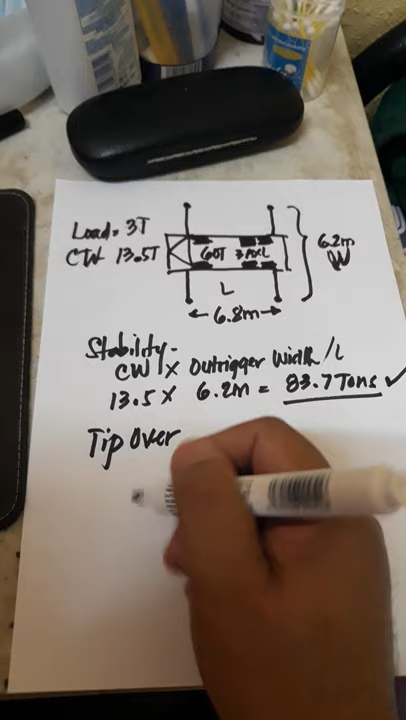 Load = 3T
CW 13.5T
60T 3 AXL
6.2m
W
L
6.8m
Stability -
CW X Outrigger Width / L
13.5 X 6.2m = 83.7 Tons ✓
Tip Over